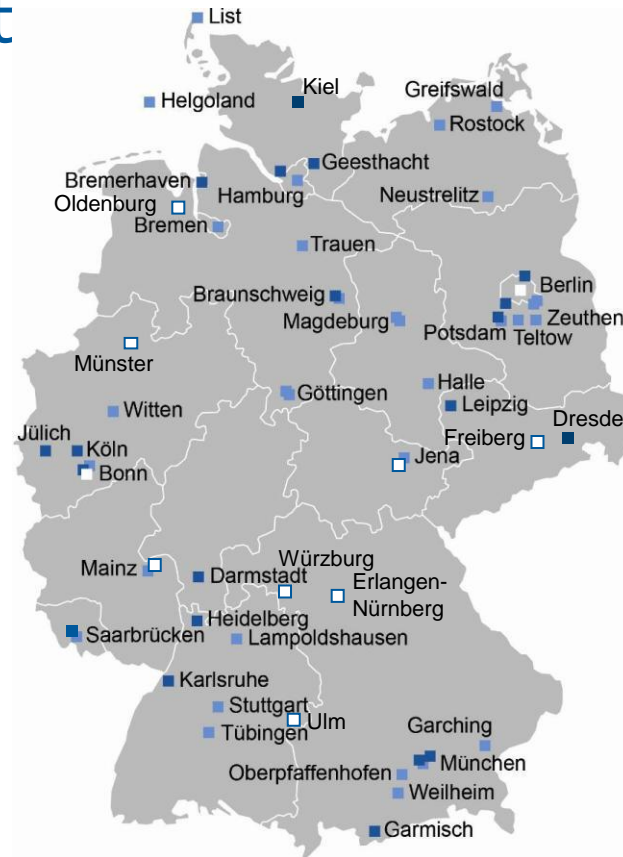 t
List
Kiel
Greifswald
Helgoland
Rostock
Geesthacht
Bremerhaven
Hamburg
Neustrelitz
Oldenburg
Bremen
Trauen
Berlin
Braunschweig
Magdeburg
Potsdam
Zeuthen
Teltow
Münster
Göttingen
Halle
Witten
Leipzig
Dresde
Jülich
Köln
Freiberg
Jena
Bonn
Würzburg
Mainz
Darmstadt
Erlangen-
Nürnberg
Heidelberg
Saarbrücken
Lampoldshausen
Karlsruhe
Stuttgart
Ulm
Tübingen
Garching
München
Oberpfaffenhofen
Weilheim
Garmisch